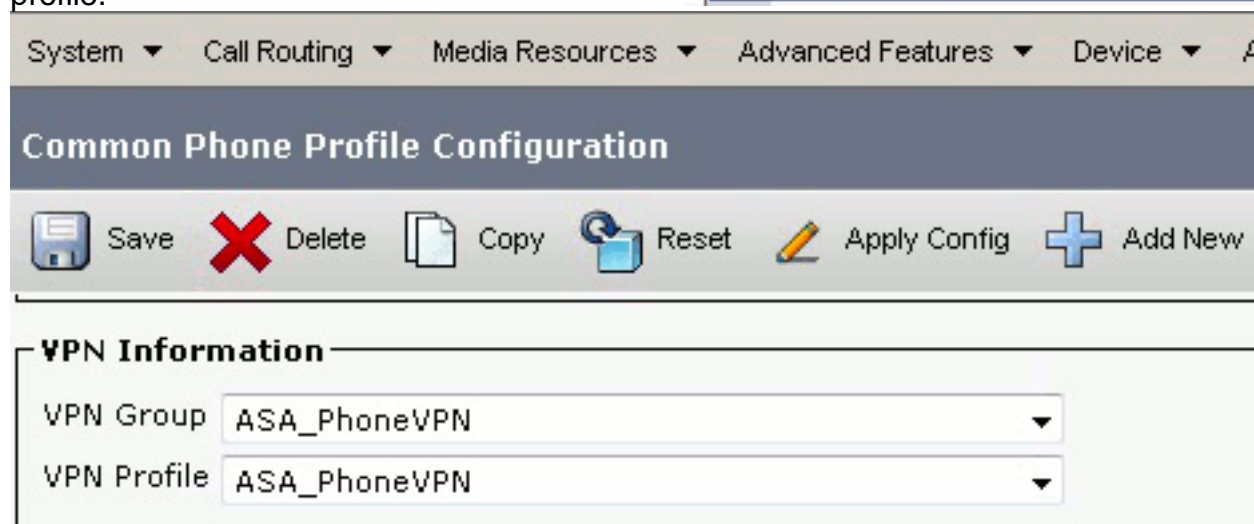 profile.
System Call Routing Media Resources Advanced Features Device
Common Phone Profile Configuration
Save Delete Copy Reset Apply Config Add New
VPN Information
VPN Group ASA_PhoneVPN
VPN Profile ASA_PhoneVPN